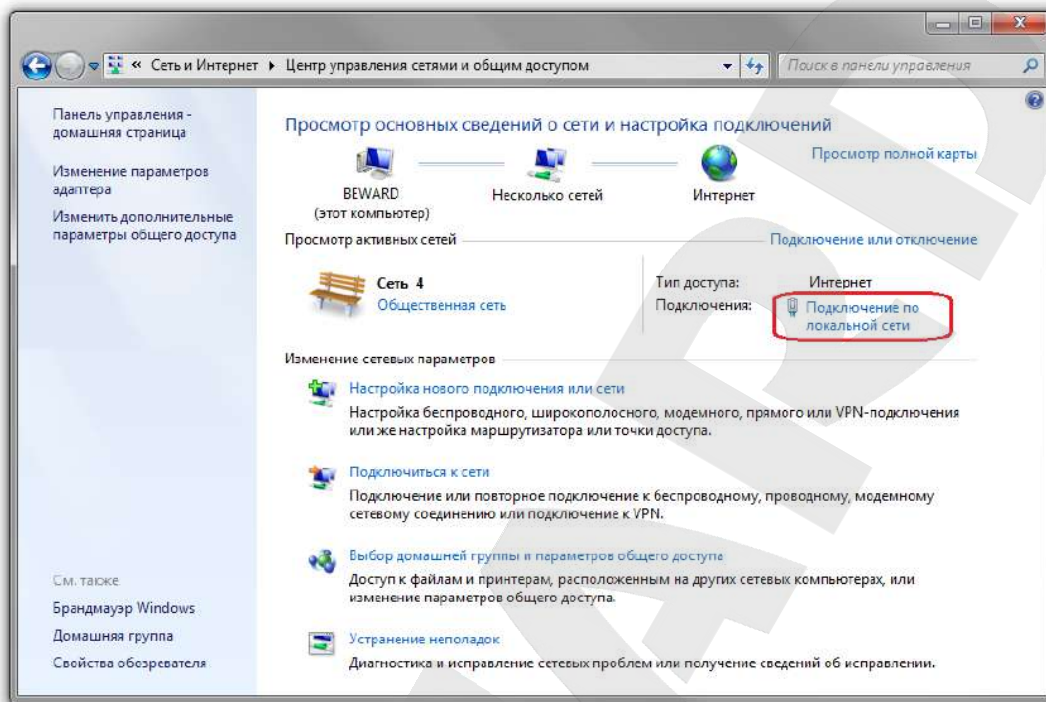 « Сеть и Интернет ▸ Центр управления сетями и общим доступом
Поиск в панели управления
Панель управления -
домашняя страница
Изменение параметров
адаптера
Изменить дополнительные
параметры общего доступа
См. также
Брандмауэр Windows
Домашняя группа
Свойства обозревателя
Просмотр основных сведений о сети и настройка подключений
Просмотр полной карты
BEWARD
(этот компьютер)
Несколько сетей
Интернет
Просмотр активных сетей
Подключение или отключение
Сеть 4
Общественная сеть
Тип доступа: Интернет
Подключения: Подключение по
локальной сети
Изменение сетевых параметров
Настройка нового подключения или сети
Настройка беспроводного, широкополосного, модемного, прямого или VPN-подключения
или же настройка маршрутизатора или точки доступа.
Подключиться к сети
Подключение или повторное подключение к беспроводному, проводному, модемному
сетевому соединению или подключение к VPN.
Выбор домашней группы и параметров общего доступа
Доступ к файлам и принтерам, расположенным на других сетевых компьютерах, или
изменение параметров общего доступа.
Устранение неполадок
Диагностика и исправление сетевых проблем или получение сведений об исправлении.